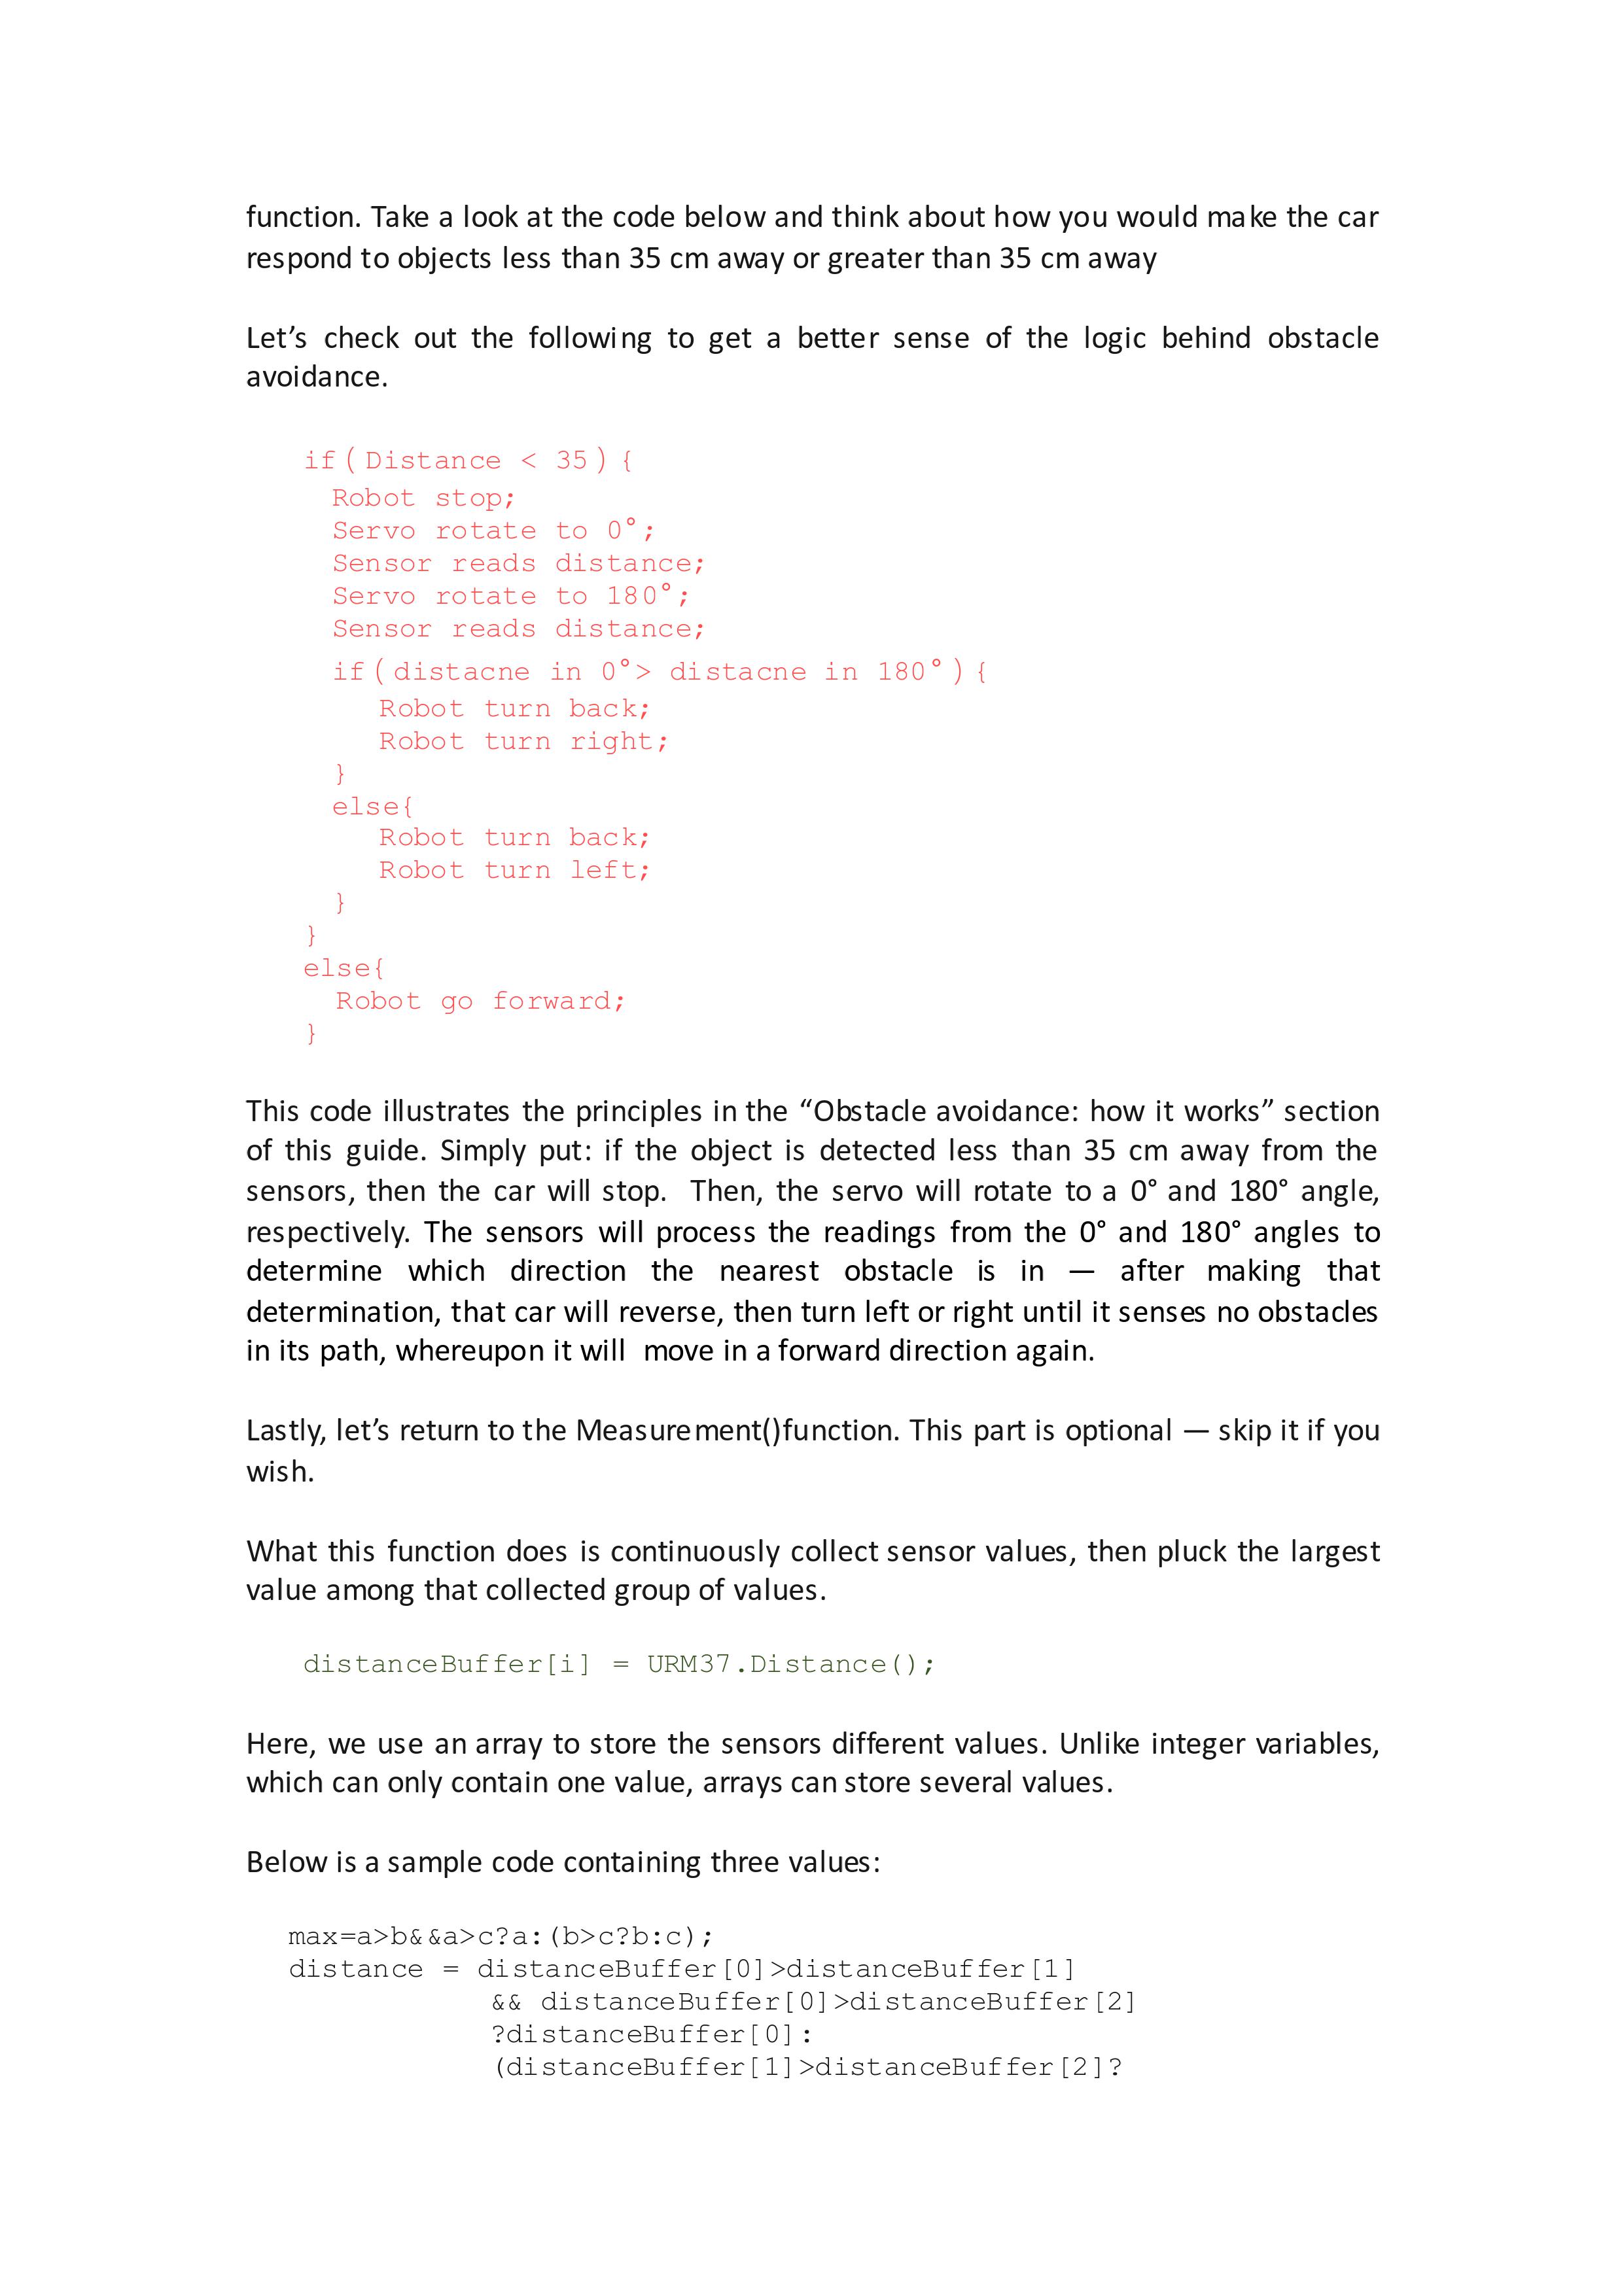 function. Take a look at the code below and think about how you would make the car
respond to objects less than 35 cm away or greater than 35 cm away
Let’s check out the following to get a better sense of the logic behind obstacle
avoidance.
if(Distance < 35){
Robot stop;
Servo rotate to 0°;
Sensor reads distance;
Servo rotate to 180°;
Sensor reads distance;
if(distacne in 0°> distacne in 180°){
Robot turn back;
Robot turn right;
}
else{
Robot turn back;
Robot turn left;
}
}
else{
Robot go forward;
}
This code illustrates the principles in the “Obstacle avoidance: how it works” section
of this guide. Simply put: if the object is detected less than 35 cm away from the
sensors, then the car will stop. Then, the servo will rotate to a 0° and 180° angle,
respectively. The sensors will process the readings from the 0° and 180° angles to
determine which direction the nearest obstacle is in — after making that
determination, that car will reverse, then turn left or right until it senses no obstacles
in its path, whereupon it will move in a forward direction again.
Lastly, let’s return to the Measurement()function. This part is optional — skip it if you
wish.
What this function does is continuously collect sensor values, then pluck the largest
value among that collected group of values.
distanceBuffer[i] = URM37.Distance();
Here, we use an array to store the sensors different values. Unlike integer variables,
which can only contain one value, arrays can store several values.
Below is a sample code containing three values:
max=a>b&&a>c?a:(b>c?b:c);
distance = distanceBuffer[0]>distanceBuffer[1]
&& distanceBuffer[0]>distanceBuffer[2]
?distanceBuffer[0]:
(distanceBuffer[1]>distanceBuffer[2]?